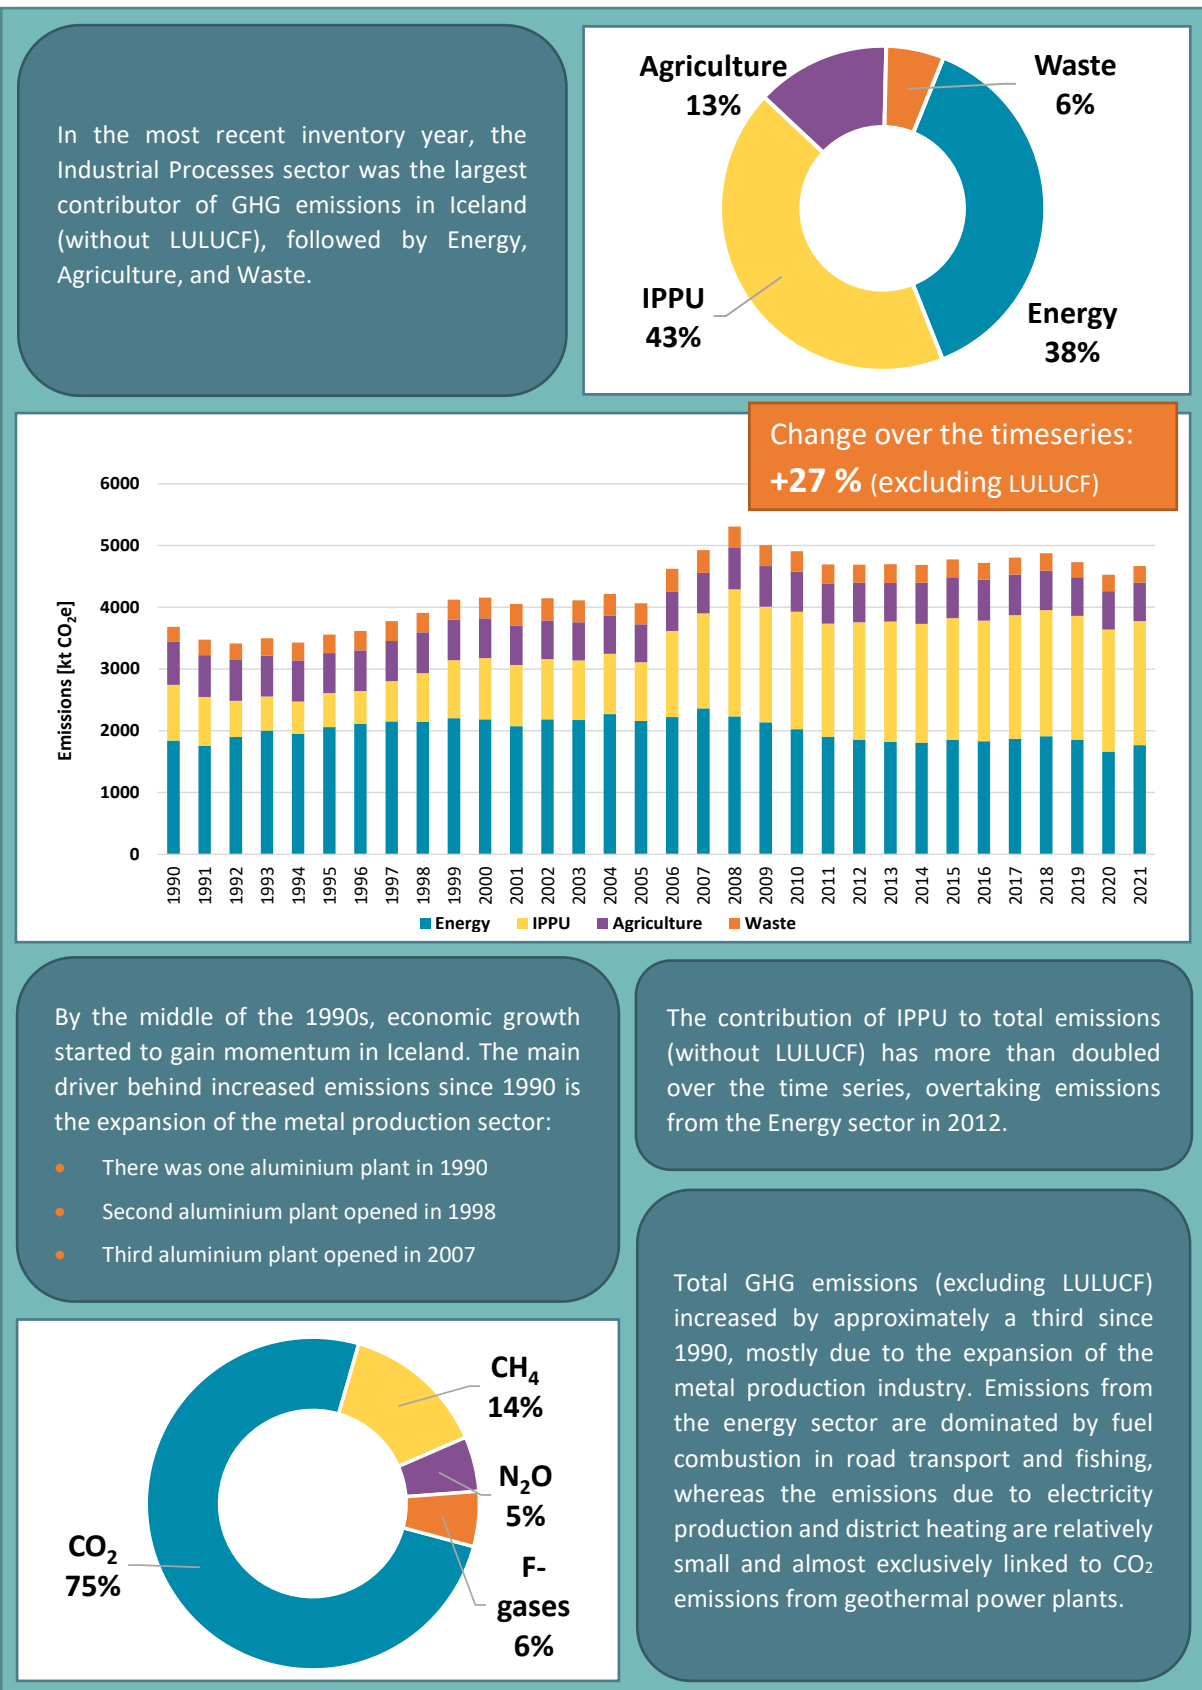 In the most recent inventory year, the
Industrial Processes sector was the largest
contributor of GHG emissions in Iceland
(without LULUCF), followed by Energy,
Agriculture, and Waste.
Agriculture
13%
Waste
6%
IPPU
43%
Energy
38%
Change over the timeseries:
+27 % (excluding LULUCF)
Emissions [kt CO₂e]
6000
5000
4000
3000
2000
1000
0
1990
1991
1992
1993
1994
1995
1996
1997
1998
1999
2000
2001
2002
2003
2004
2005
2006
2007
2008
2009
2010
2011
2012
2013
2014
2015
2016
2017
2018
2019
2020
2021
Energy IPPU Agriculture Waste
By the middle of the 1990s, economic growth
started to gain momentum in Iceland. The main
driver behind increased emissions since 1990 is
the expansion of the metal production sector:
• There was one aluminium plant in 1990
• Second aluminium plant opened in 1998
• Third aluminium plant opened in 2007
The contribution of IPPU to total emissions
(without LULUCF) has more than doubled
over the time series, overtaking emissions
from the Energy sector in 2012.
Total GHG emissions (excluding LULUCF)
increased by approximately a third since
1990, mostly due to the expansion of the
metal production industry. Emissions from
the energy sector are dominated by fuel
combustion in road transport and fishing,
whereas the emissions due to electricity
production and district heating are relatively
small and almost exclusively linked to CO₂
emissions from geothermal power plants.
CH₄
14%
N₂O
5%
F-
gases
6%
CO₂
75%